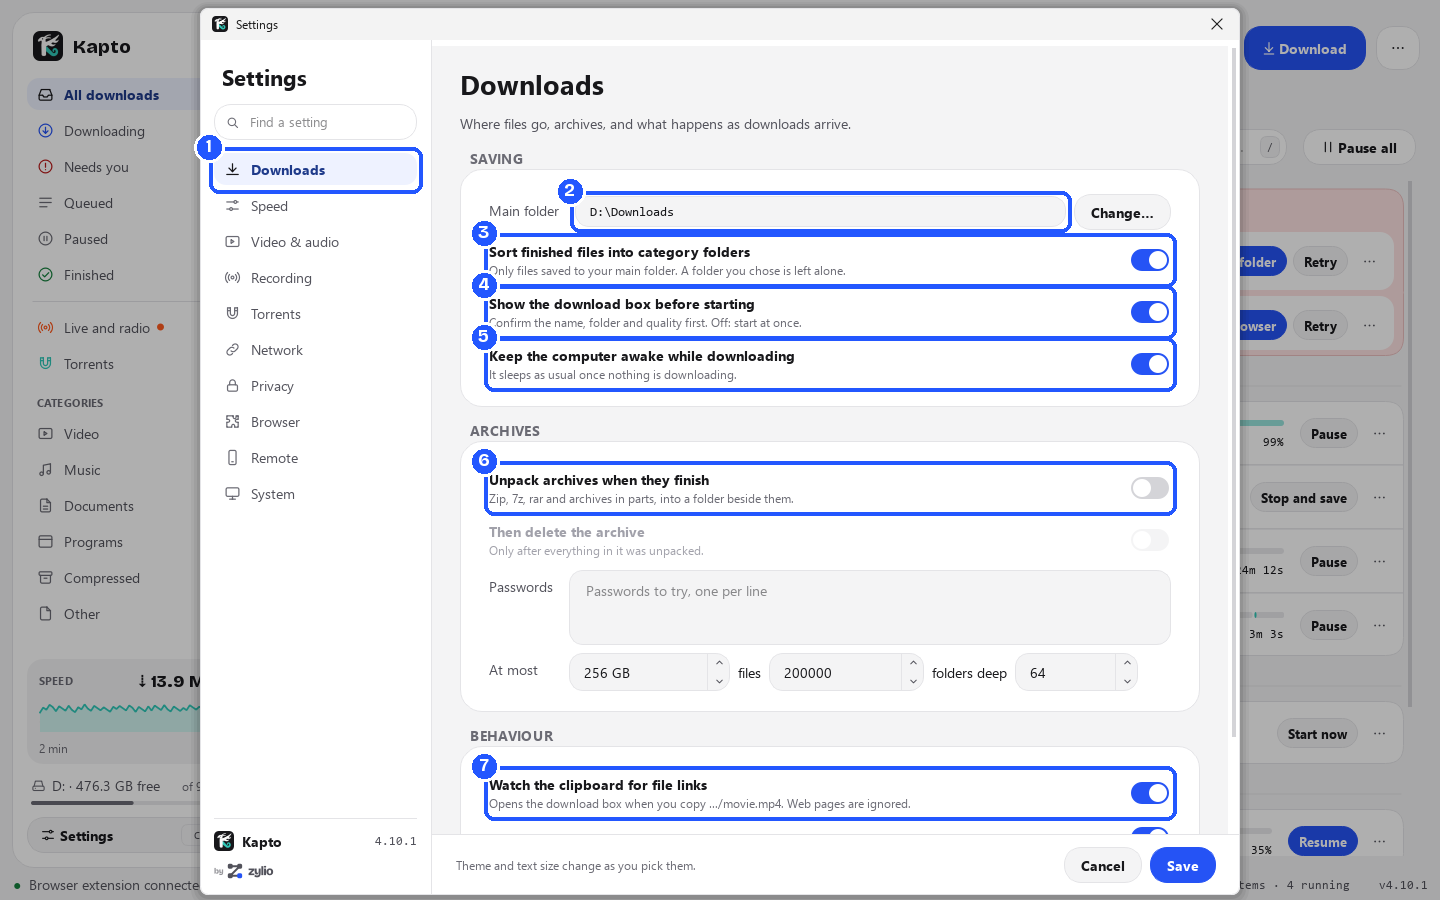 Settings
Kapto
All downloads
Downloading
Needs you
Queued
Paused
Finished
Live and radio
Torrents
CATEGORIES
Video
Music
Documents
Programs
Compressed
Other
SPEED
13.9 M
2 min
D: · 476.3 GB free
of 9
Settings
Browser extension connecte
Settings
Find a setting
1
Downloads
Speed
Video & audio
Recording
Torrents
Network
Privacy
Browser
Remote
System
Kapto
4.10.1
by zylio
Downloads
Where files go, archives, and what happens as downloads arrive.
SAVING
2
Main folder
D:\Downloads
Change...
3
Sort finished files into category folders
Only files saved to your main folder. A folder you chose is left alone.
4
Show the download box before starting
Confirm the name, folder and quality first. Off: start at once.
5
Keep the computer awake while downloading
It sleeps as usual once nothing is downloading.
ARCHIVES
6
Unpack archives when they finish
Zip, 7z, rar and archives in parts, into a folder beside them.
Then delete the archive
Only after everything in it was unpacked.
Passwords
Passwords to try, one per line
At most
256 GB
files
200000
folders deep
64
BEHAVIOUR
7
Watch the clipboard for file links
Opens the download box when you copy .../movie.mp4. Web pages are ignored.
Theme and text size change as you pick them.
Cancel
Save
Download
/
Pause all
folder
Retry
owser
Retry
99%
Pause
Stop and save
4m 12s
Pause
3m 3s
Pause
Start now
35%
Resume
tems · 4 running
v4.10.1